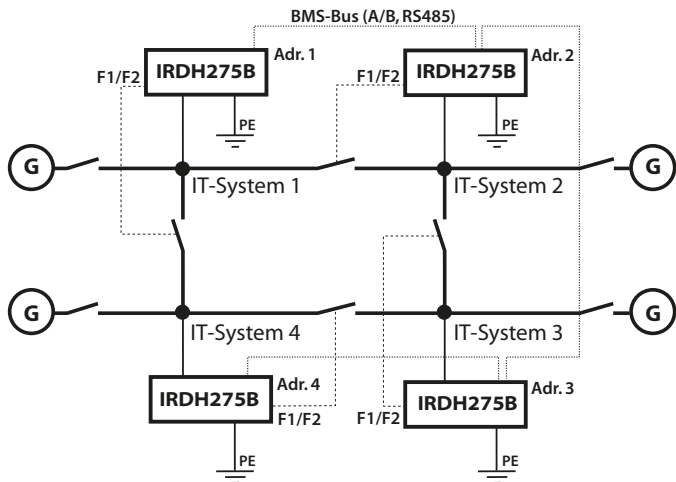 BMS-Bus (A/B, RS485)
Adr. 1
Adr. 2
F1/F2
IRDH275B
F1/F2
IRDH275B
PE
PE
G
G
IT-System 1
IT-System 2
G
G
IT-System 4
IT-System 3
IRDH275B
Adr. 4
IRDH275B
Adr. 3
F1/F2
F1/F2
PE
PE